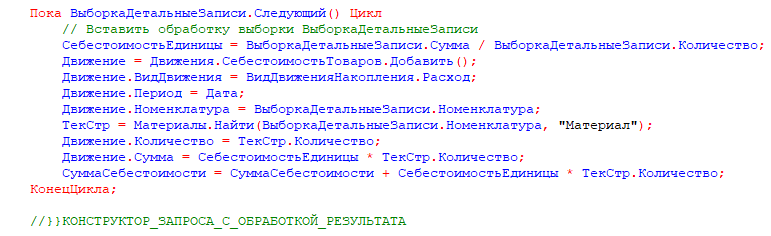 Пока ВыборкаДетальныеЗаписи.Следующий() Цикл
// Вставить обработку выборки ВыборкаДетальныеЗаписи
СебестоимостьЕдиницы = ВыборкаДетальныеЗаписи.Сумма / ВыборкаДетальныеЗаписи.Количество;
Движение = Движения.СебестоимостьТоваров.Добавить();
Движение.ВидДвижения = ВидДвиженияНакопления.Расход;
Движение.Период = Дата;
Движение.Номенклатура = ВыборкаДетальныеЗаписи.Номенклатура;
ТекСтр = Материалы.Найти(ВыборкаДетальныеЗаписи.Номенклатура, "Материал");
Движение.Количество = ТекСтр.Количество;
Движение.Сумма = СебестоимостьЕдиницы * ТекСтр.Количество;
СуммаСебестоимости = СуммаСебестоимости + СебестоимостьЕдиницы * ТекСтр.Количество;
КонецЦикла;
//}}КОНСТРУКТОР_ЗАПРОСА_С_ОБРАБОТКОЙ_РЕЗУЛЬТАТА